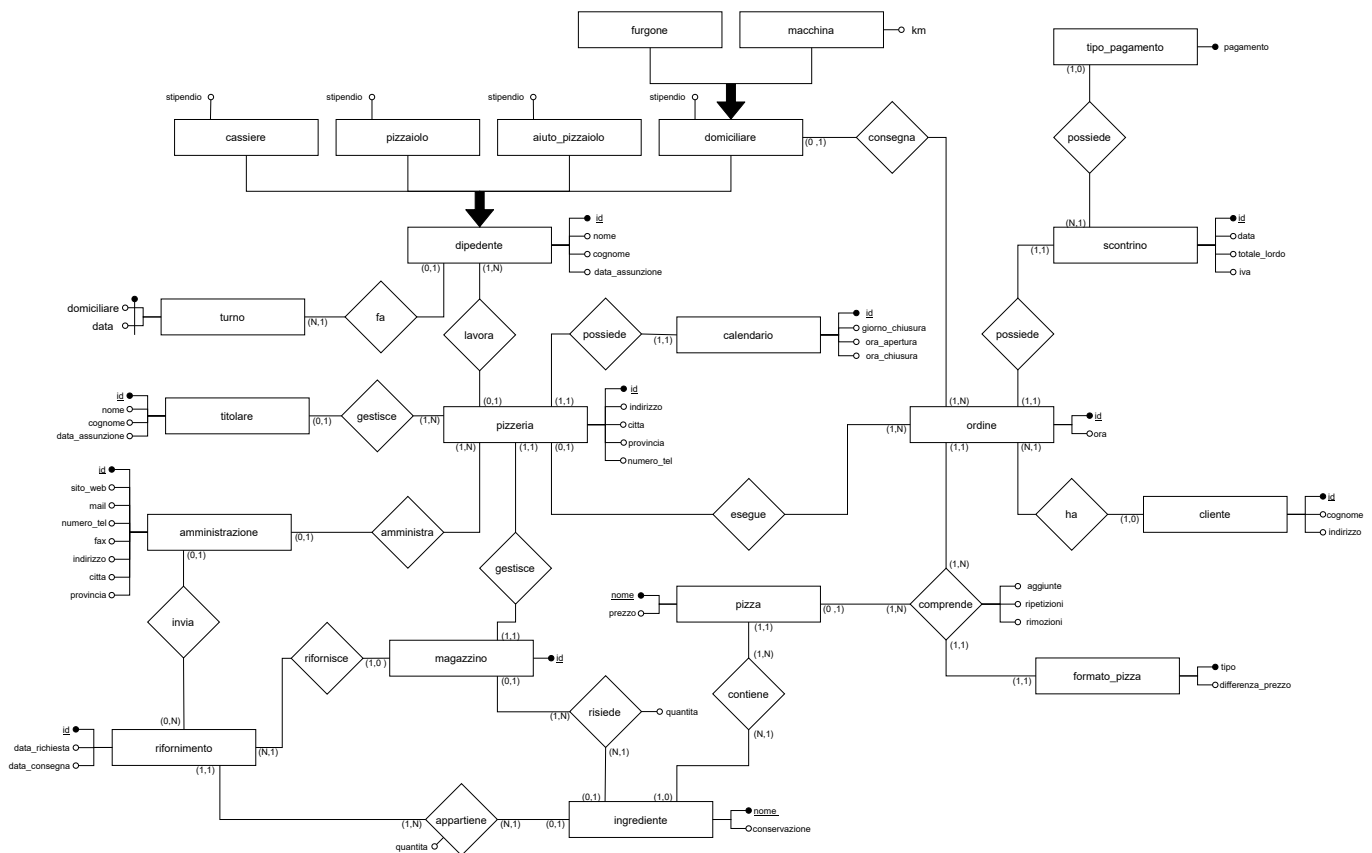 furgone
macchina
km
tipo_pagamento
pagamento
(1,0)
stipendio
stipendio
stipendio
stipendio
cassiere
pizzaiolo
aiuto_pizzaiolo
domiciliare
(0 ,1)
consegna
possiede
(N,1)
dipedente
id
nome
cognome
data_assunzione
(0,1)
(1,N)
(1,1)
scontrino
id
data
totale_lordo
iva
domiciliare
data
turno
(N,1)
fa
lavora
possiede
(1,1)
calendario
id
giorno_chiusura
ora_apertura
ora_chiusura
possiede
id
nome
cognome
data_assunzione
titolare
(0,1)
gestisce
(1,N)
(0,1)
(1,1)
pizzeria
(1,N)
(1,1)
(0,1)
id
indirizzo
citta
provincia
numero_tel
(1,N)
(1,N)
(1,1)
ordine
(1,1)
(N,1)
id
ora
id
sito_web
mail
numero_tel
fax
indirizzo
citta
provincia
amministrazione
(0,1)
(0,1)
amministra
esegue
ha
(1,0)
cliente
id
cognome
indirizzo
gestisce
invia
nome
prezzo
pizza
(0 ,1)
(1,1)
(1,N)
(1,N)
comprende
(1,1)
aggiunte
ripetizioni
rimozioni
rifornisce
(1,0 )
(1,1)
magazzino
(0,1)
id
(1,N)
contiene
(N,1)
(1,1)
formato_pizza
tipo
differenza_prezzo
(1,N)
risiede
quantita
(N,1)
(0,N)
id
data_richiesta
data_consegna
rifornimento
(N,1)
(1,1)
(1,N)
appartiene
(N,1)
quantita
(0,1)
(0,1)
(1,0)
ingrediente
nome
conservazione